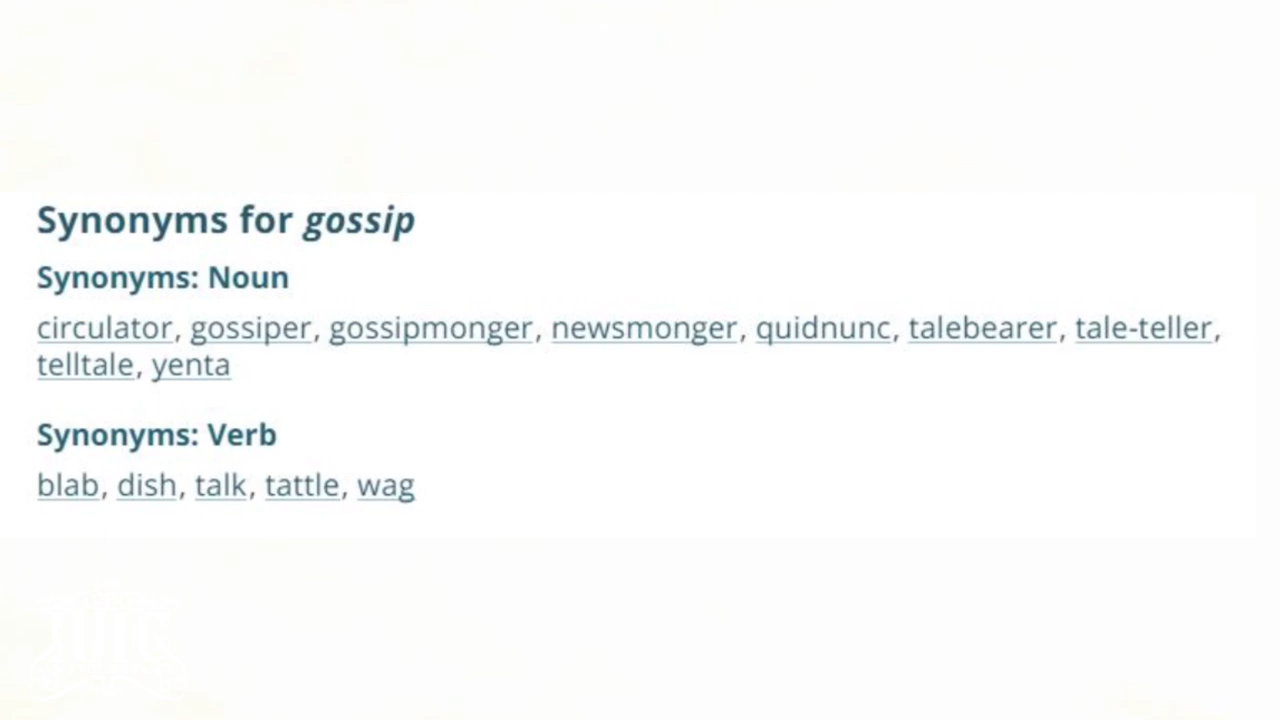 Synonyms for gossip
Synonyms: Noun
circulator, gossiper, gossipmonger, newsmonger, quidnunc, talebearer, tale-teller,
telltale, yenta
Synonyms: Verb
blab, dish, talk, tattle, wag